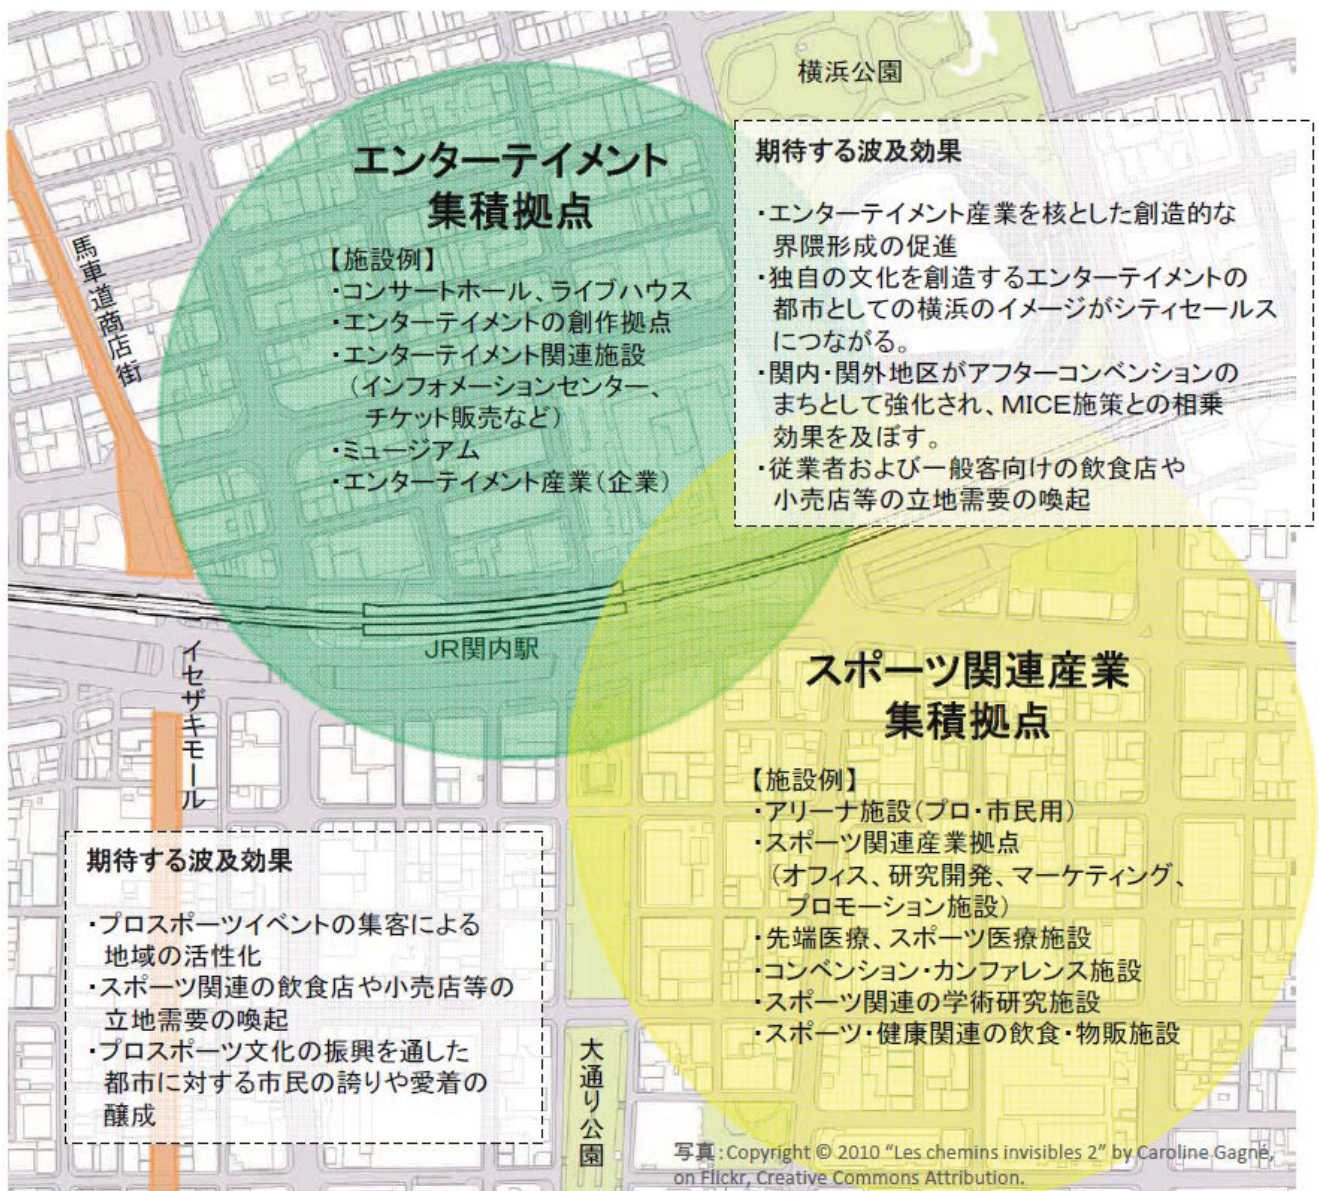 横浜公園
エンターテイメント
集積拠点
【施設例】
・コンサートホール、ライブハウス
・エンターテイメントの創作拠点
・エンターテイメント関連施設
（インフォメーションセンター、
チケット販売など）
・ミュージアム
・エンターテイメント産業（企業）
期待する波及効果
・エンターテイメント産業を核とした創造的な
界隈形成の促進
・独自の文化を創造するエンターテイメントの
都市としての横浜のイメージがシティセールス
につながる。
・関内・関外地区がアフターコンベンションの
まちとして強化され、MICE施策との相乗
効果を及ぼす。
・従業者および一般客向けの飲食店や
小売店等の立地需要の喚起
馬車道商店街
JR関内駅
イセザキモール
スポーツ関連産業
集積拠点
【施設例】
・アリーナ施設（プロ・市民用）
・スポーツ関連産業拠点
（オフィス、研究開発、マーケティング、
プロモーション施設）
・先端医療、スポーツ医療施設
・コンベンション・カンファレンス施設
・スポーツ関連の学術研究施設
・スポーツ・健康関連の飲食・物販施設
期待する波及効果
・プロスポーツイベントの集客による
地域の活性化
・スポーツ関連の飲食店や小売店等の
立地需要の喚起
・プロスポーツ文化の振興を通した
都市に対する市民の誇りや愛着の
醸成
大通り公園
写真：Copyright © 2010 “Les chemins invisibles 2” by Caroline Gagné,
on Flickr, Creative Commons Attribution.